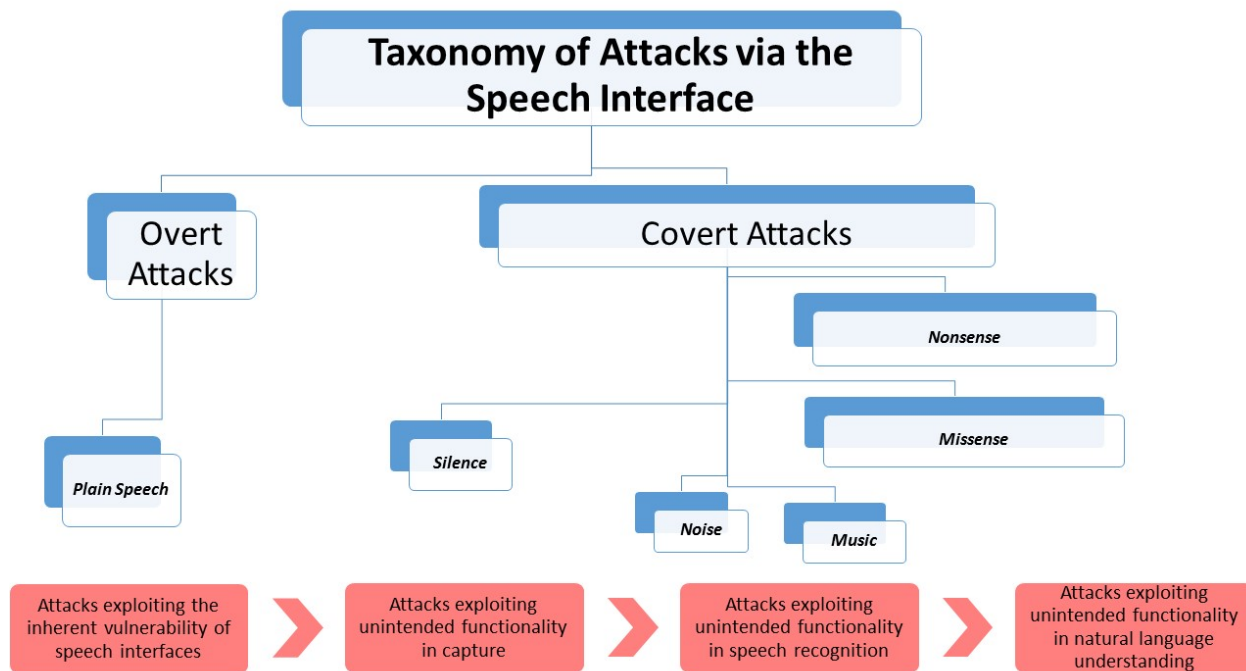 Taxonomy of Attacks via the
Speech Interface
Overt
Attacks
Covert Attacks
Nonsense
Missense
Silence
Plain Speech
Noise
Music
Attacks exploiting the
inherent vulnerability of
speech interfaces
Attacks exploiting
unintended functionality
in capture
Attacks exploiting
unintended functionality
in speech recognition
Attacks exploiting
unintended functionality
in natural language
understanding